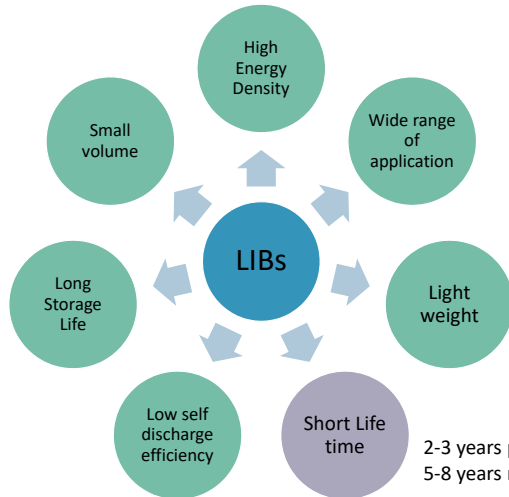 High
Energy
Density
Small
volume
Wide range
of
application
LIBs
Long
Storage
Life
Light
weight
Low self
discharge
efficiency
Short Life
time
2-3 years
5-8 years